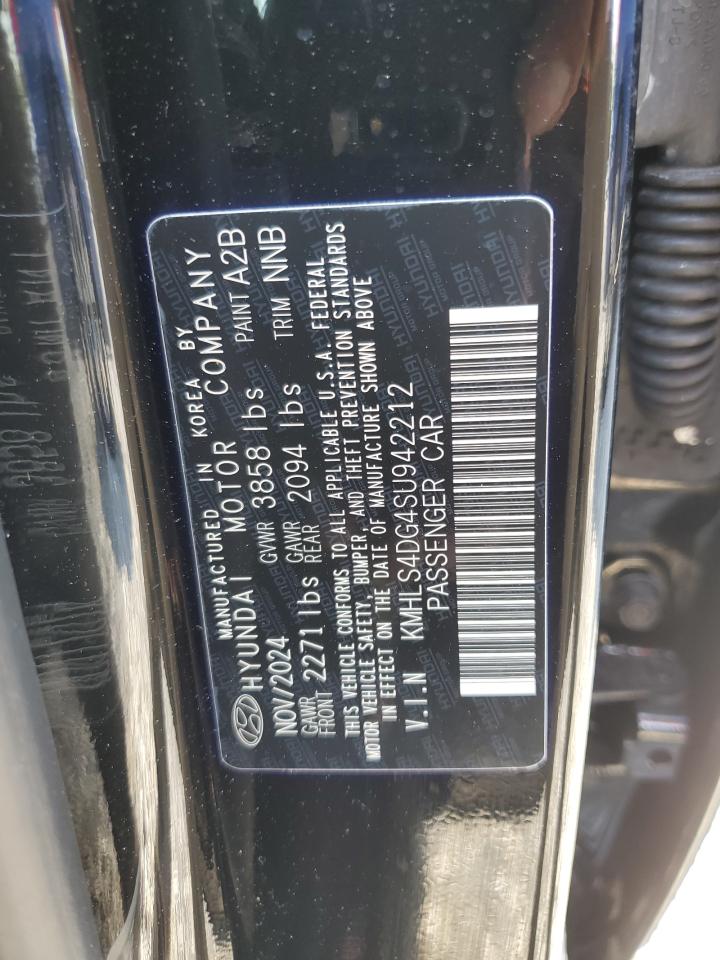 MANUFACTURED IN KOREA BY
HYUNDAI MOTOR COMPANY
NOV/2024 GVWR 3858 lbs PAINT A2B
GAWR FRONT 2271 lbs GAWR REAR 2094 lbs TRIM NNB
THIS VEHICLE CONFORMS TO ALL APPLICABLE U.S.A. FEDERAL
MOTOR VEHICLE SAFETY, BUMPER, AND THEFT PREVENTION STANDARDS
IN EFFECT ON THE DATE OF MANUFACTURE SHOWN ABOVE
V.I.N KMHLS4DG4SU942212
PASSENGER CAR